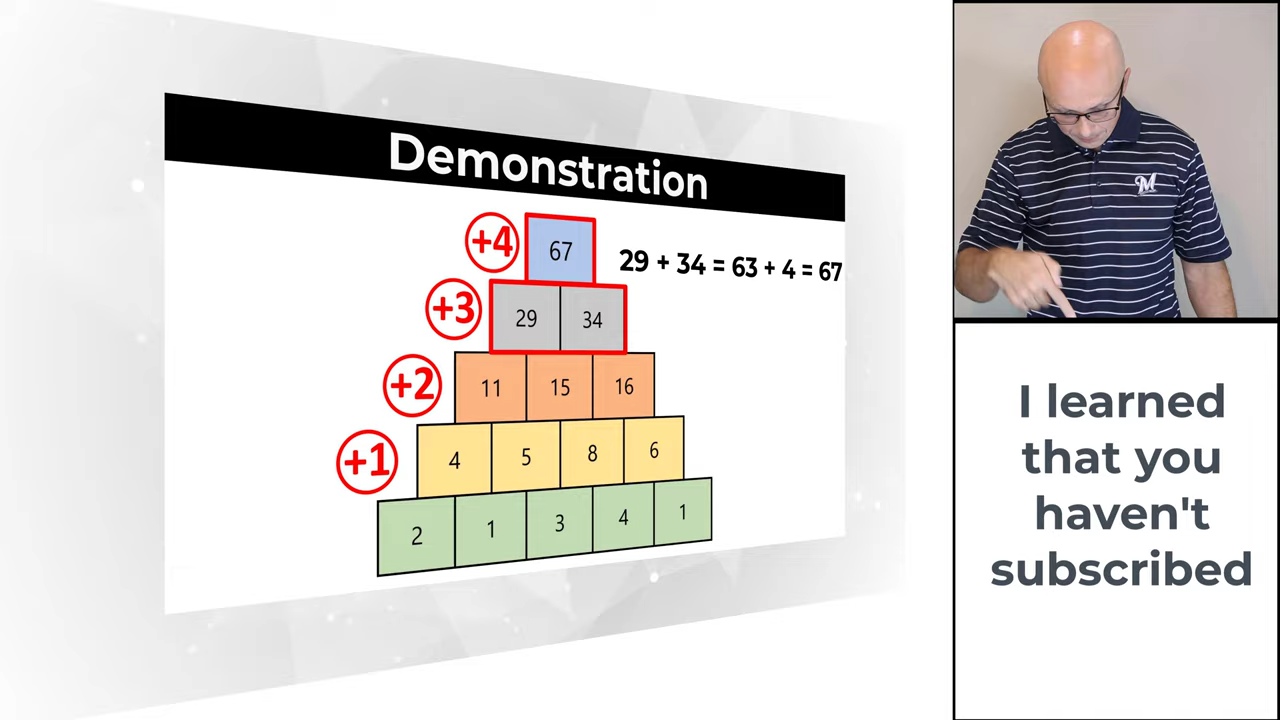 Demonstration
+4 67 29 + 34 = 63 + 4 = 67
+3 29 34
+2 11 15 16
+1 4 5 8 6
2 1 3 4 1
M
I learned
that you
haven't
subscribed